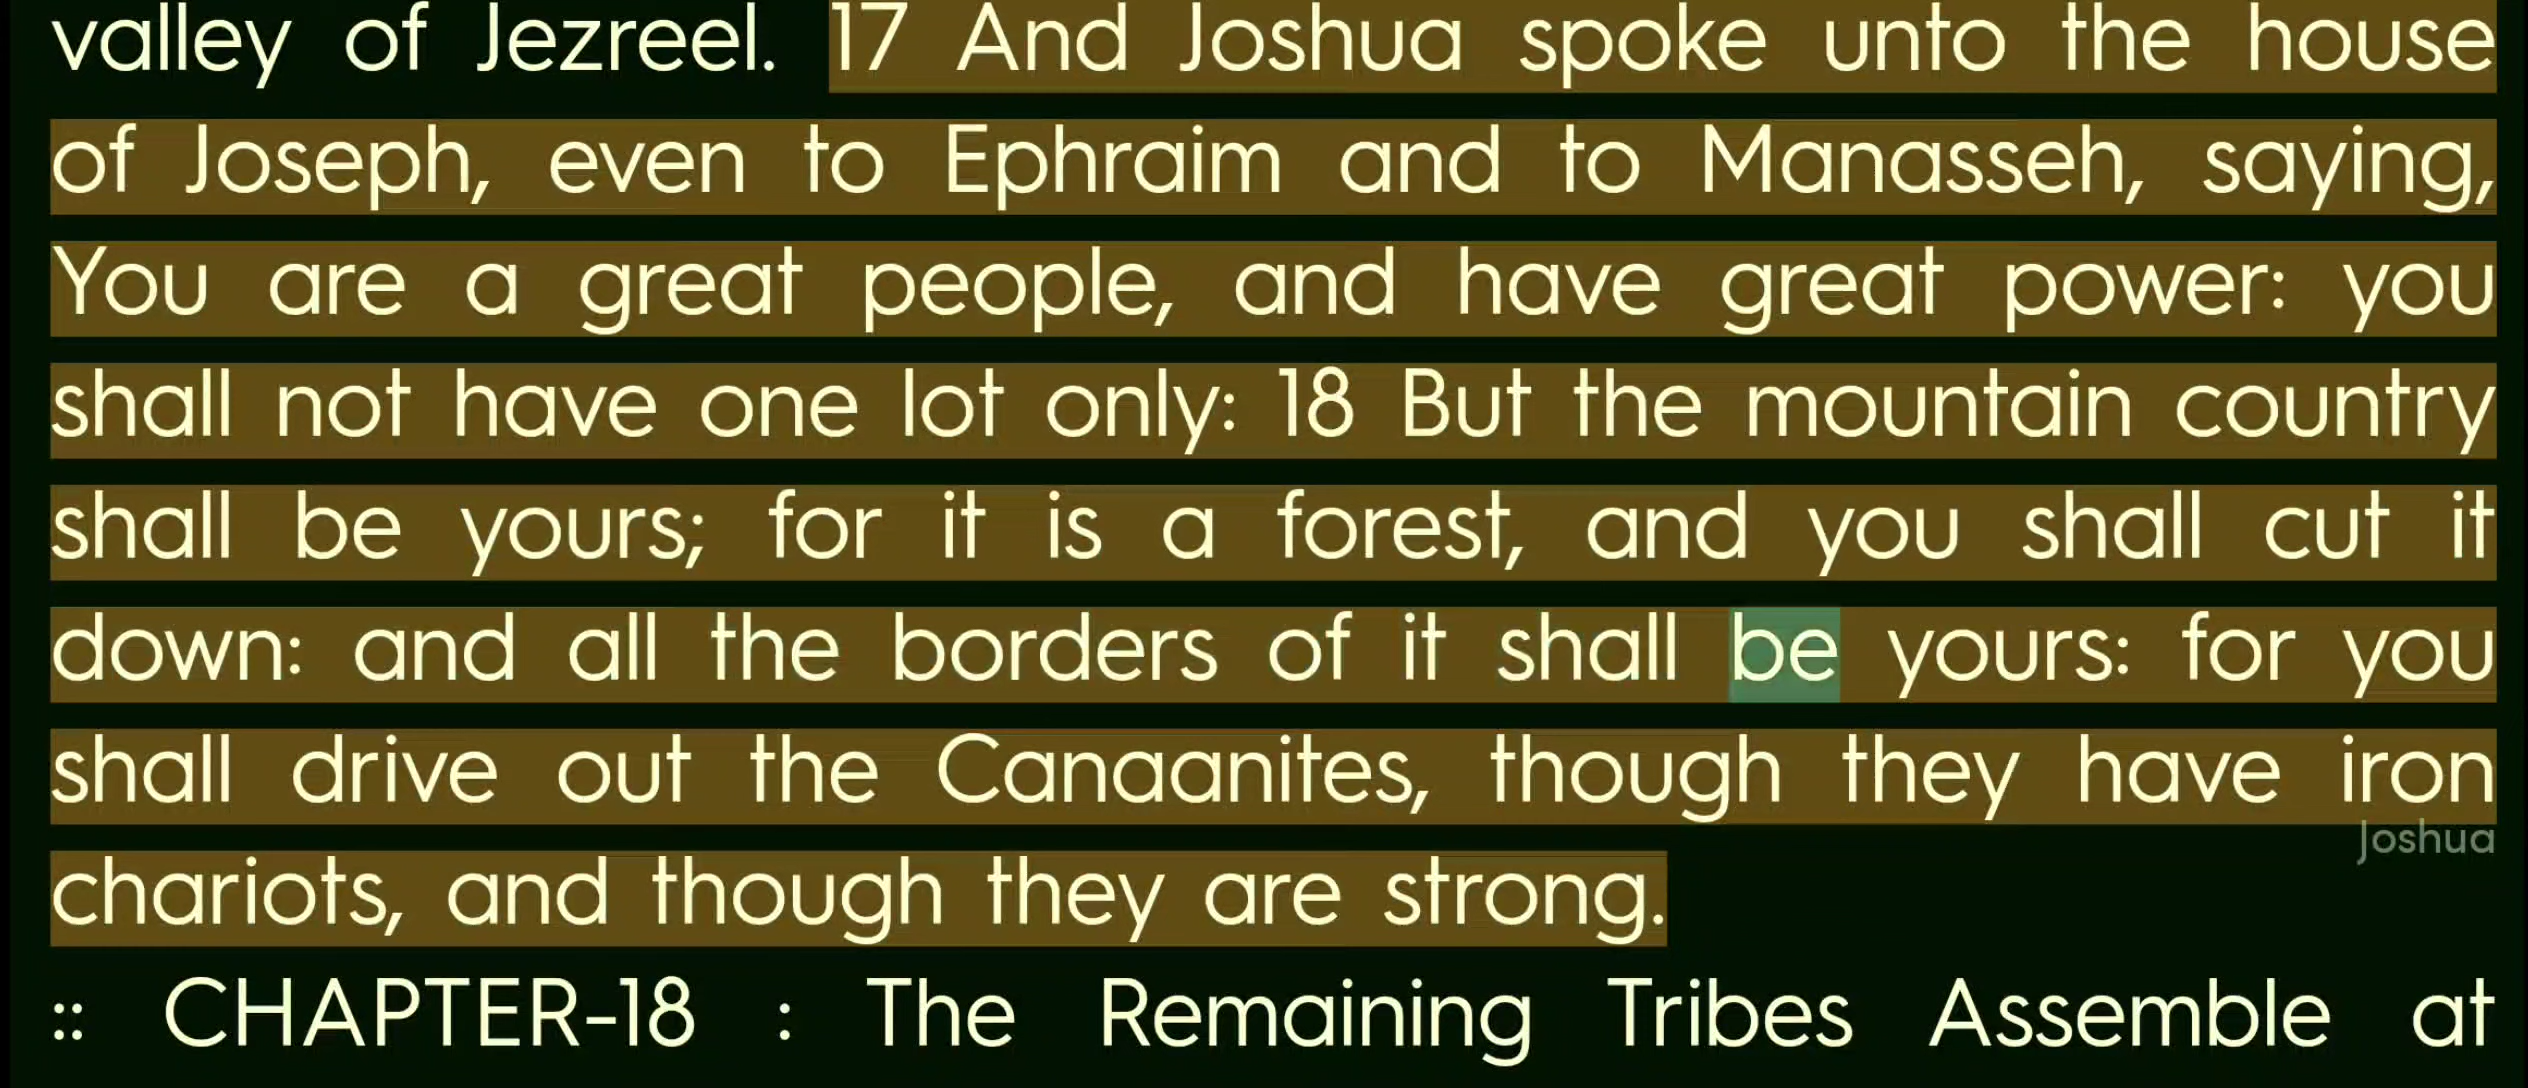 valley of Jezreel. 17 And Joshua spoke unto the house
of Joseph, even to Ephraim and to Manasseh, saying,
You are a great people, and have great power: you
shall not have one lot only: 18 But the mountain country
shall be yours; for it is a forest, and you shall cut it
down: and all the borders of it shall be yours: for you
shall drive out the Canaanites, though they have iron
Joshua
chariots, and though they are strong.
:: CHAPTER-18 : The Remaining Tribes Assemble at